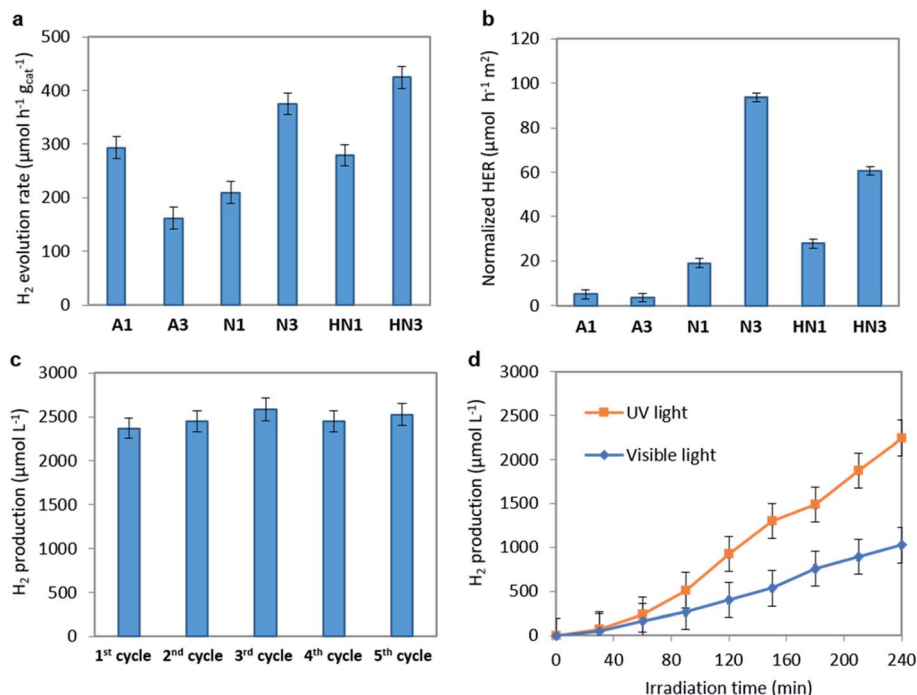 a
H₂ evolution rate (µmol h⁻¹ g_cat⁻¹)
500
400
300
200
100
0
A1 A3 N1 N3 HN1 HN3
b
Normalized HER (µmol h⁻¹ m²)
120
100
80
60
40
20
0
A1 A3 N1 N3 HN1 HN3
c
H₂ production (µmol L⁻¹)
3000
2500
2000
1500
1000
500
0
1st cycle 2nd cycle 3rd cycle 4th cycle 5th cycle
d
H₂ production (µmol L⁻¹)
3000
2500
2000
1500
1000
500
0
UV light
Visible light
0 40 80 120 160 200 240
Irradiation time (min)